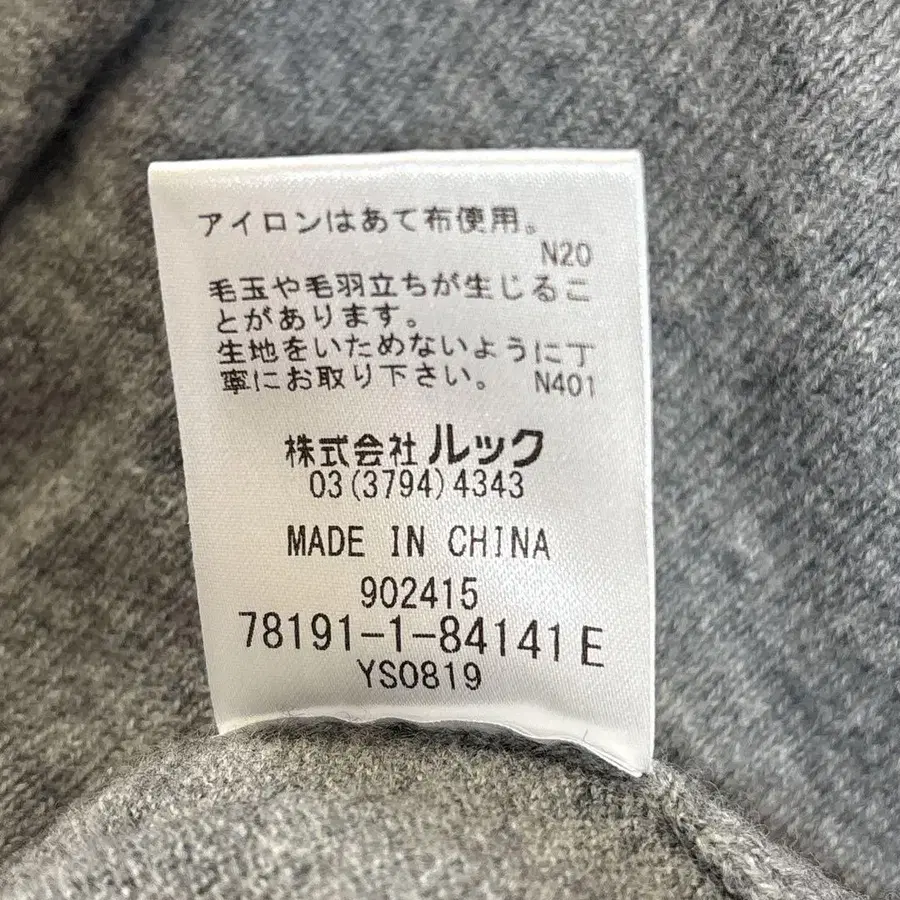 アイロンはあて布使用。
N20
毛玉や毛羽立ちが生じるこ
とがあります。
生地をいためないように丁
寧にお取り下さい。 N401
株式会社 ルック
03(3794)4343
MADE IN CHINA
902415
78191-1-84141 E
YS0819